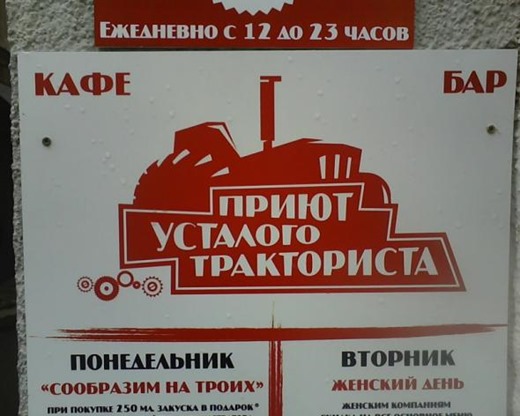 Ежедневно с 12 до 23 часов
КАФЕ
БАР
ПРИЮТ
УСТАЛОГО
ТРАКТОРИСТА
ПОНЕДЕЛЬНИК
ВТОРНИК
“СООБРАЗИМ НА ТРОИХ”
ЖЕНСКИЙ ДЕНЬ
ПРИ ПОКУПКЕ 250 МЛ. ЗАКУСКА В ПОДАРОК*
ЖЕНСКИМ КОМПАНИЯМ